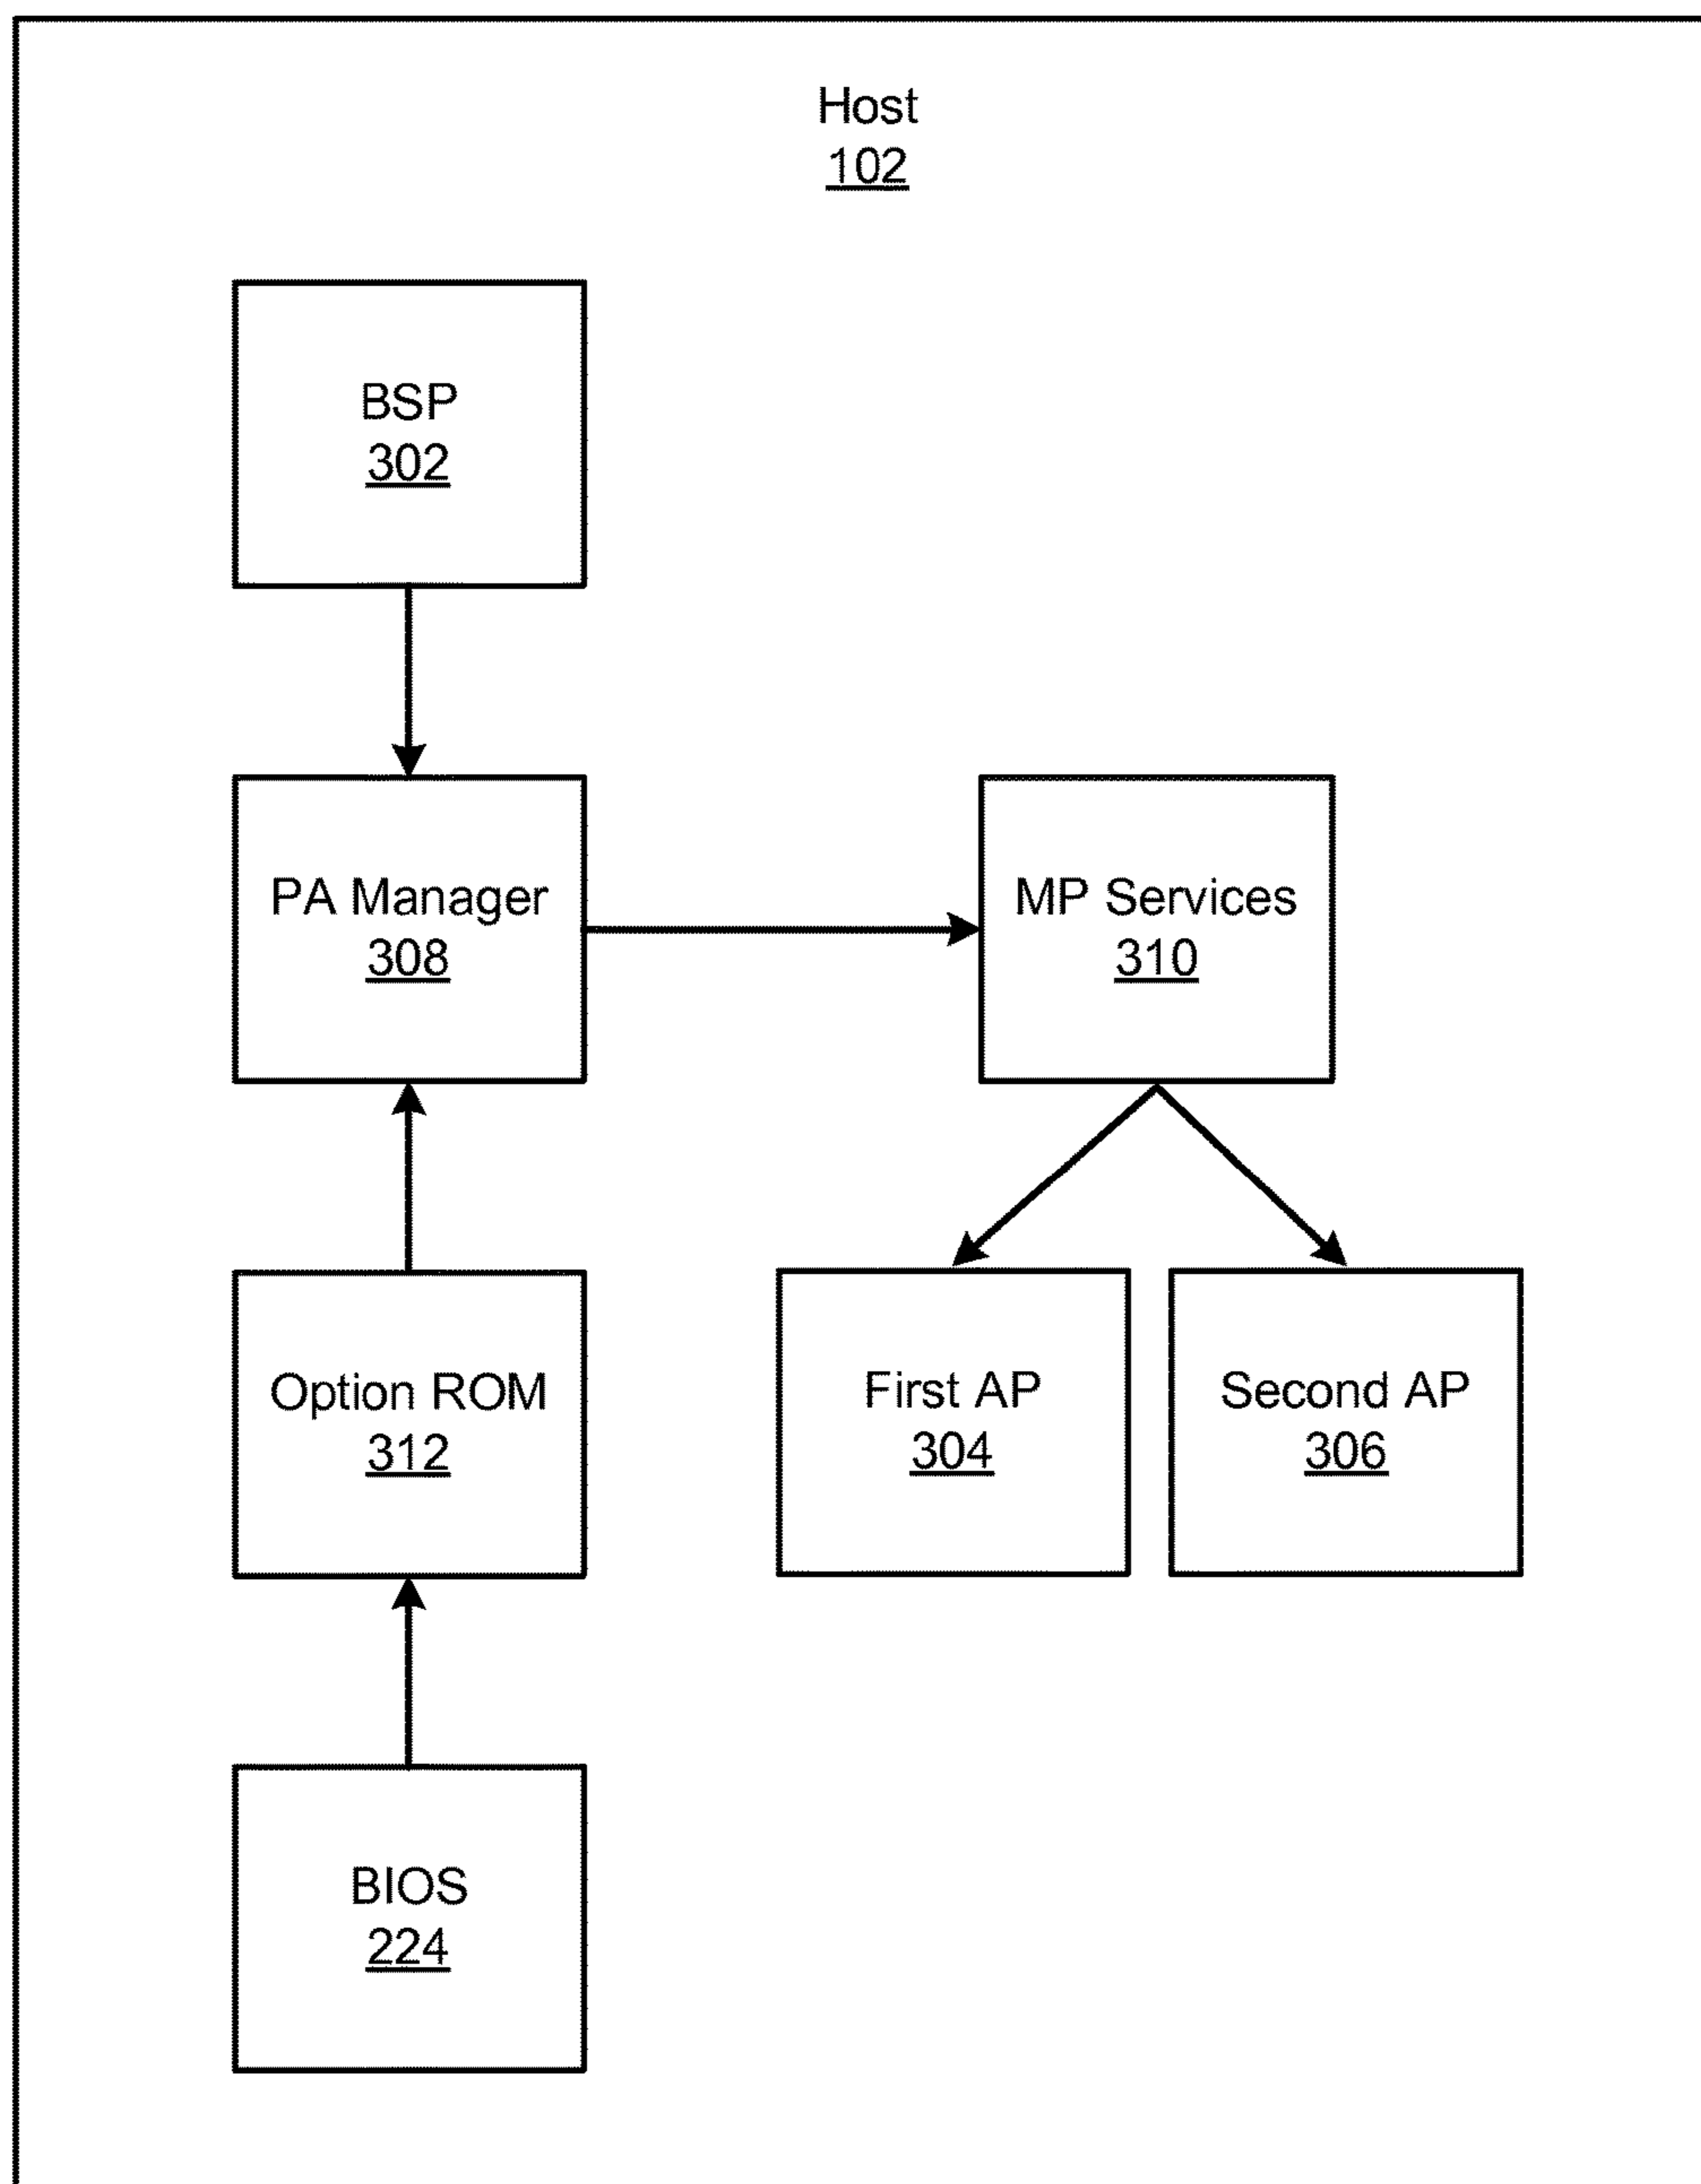 Host
102
BSP
302
PA Manager
308
MP Services
310
Option ROM
312
First AP
304
Second AP
306
BIOS
224